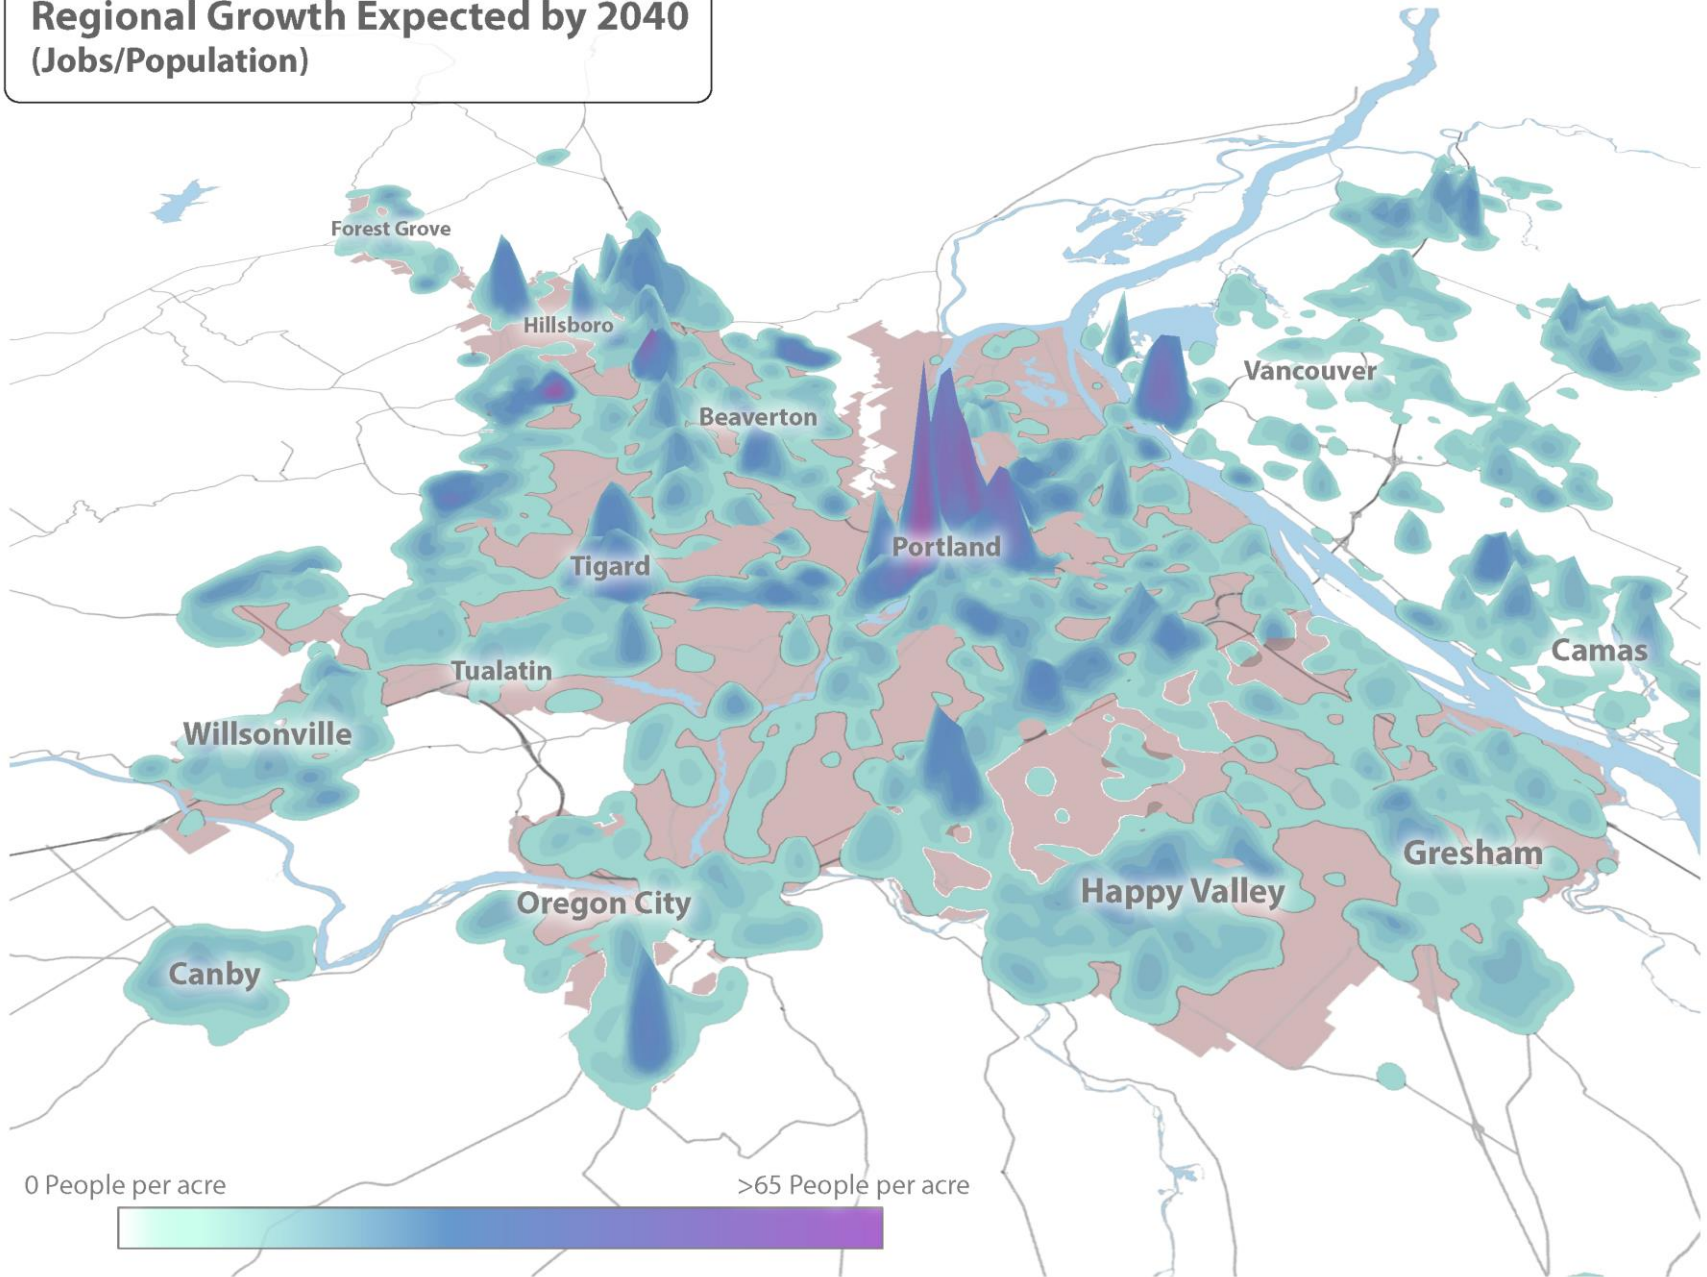 Regional Growth Expected by 2040
(Jobs/Population)
Forest Grove
Hillsboro
Vancouver
Beaverton
Portland
Tigard
Camas
Tualatin
Willsonville
Gresham
Happy Valley
Oregon City
Canby
0 People per acre
>65 People per acre